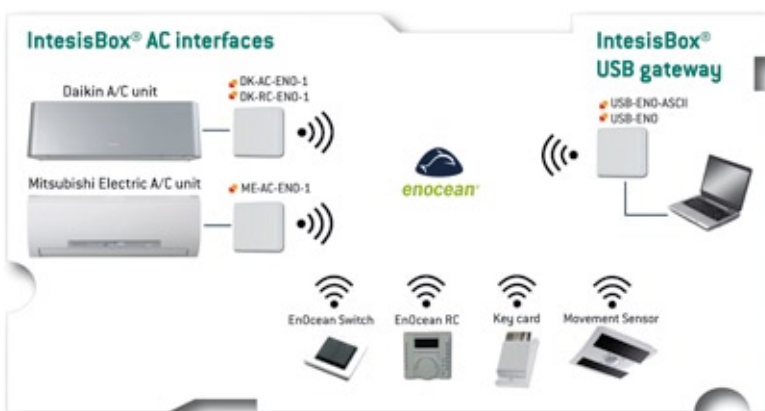 IntesisBox® AC interfaces
Daikin A/C unit
DK-AC-ENO-1
DK-RC-ENO-1
Mitsubishi Electric A/C unit
ME-AC-ENO-1
enocean®
IntesisBox®
USB gateway
USB-ENO-ASCII
USB-ENO
EnOcean Switch
EnOcean RC
Key card
Movement Sensor